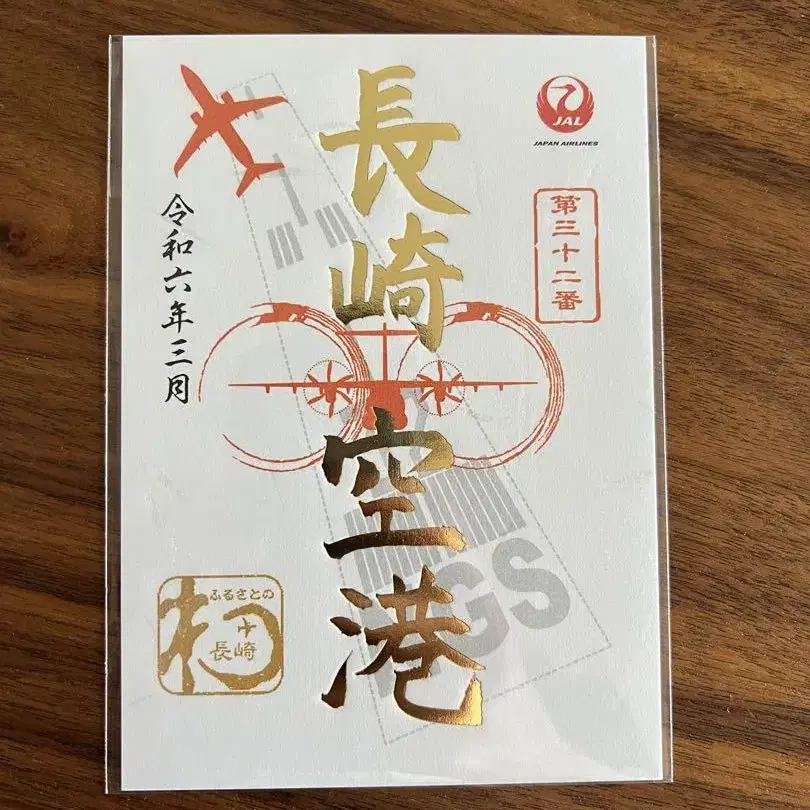 長崎空港
JAL
JAPAN AIRLINES
第三十二番
令和六年三月
NGS
ふるさとの
長崎